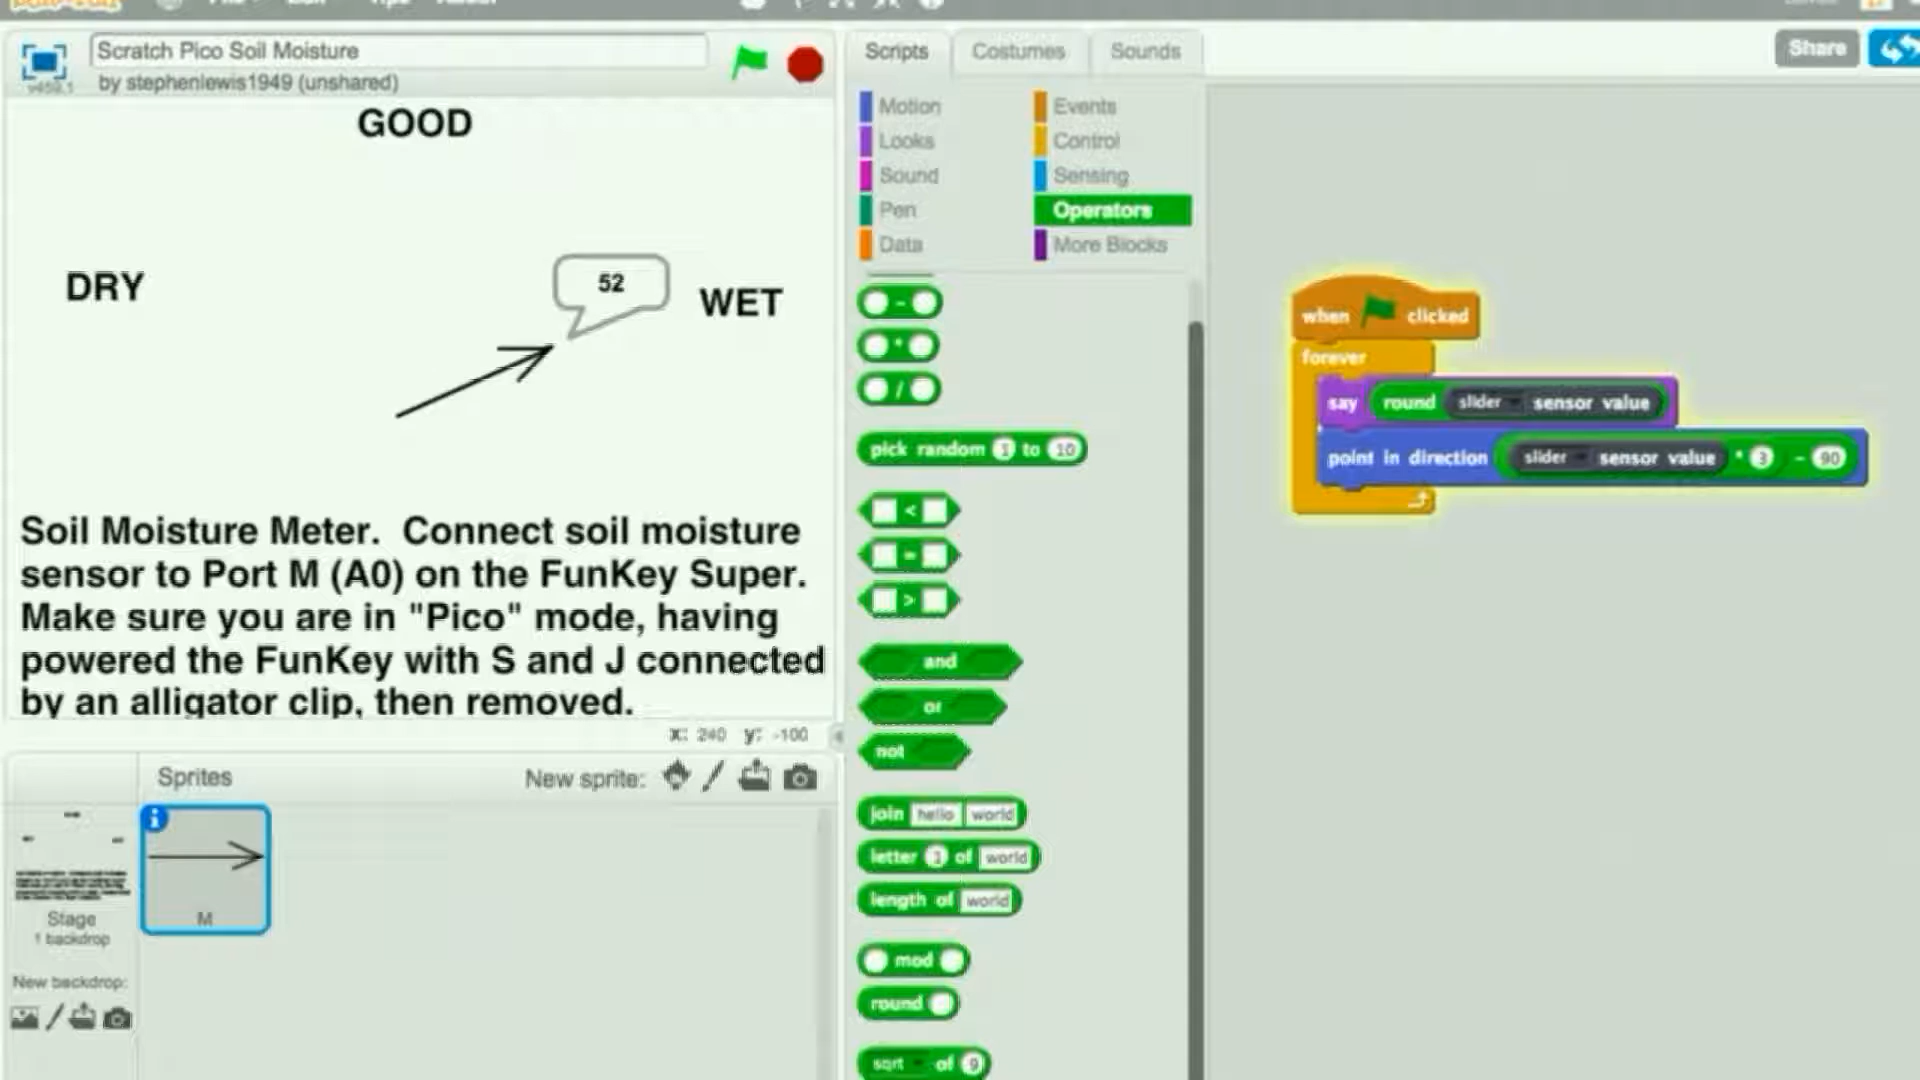 Scratch Pico Soil Moisture
v459.1
by stephenlewis1949 (unshared)
GOOD
DRY
52
WET
Soil Moisture Meter. Connect soil moisture
sensor to Port M (A0) on the FunKey Super.
Make sure you are in "Pico" mode, having
powered the FunKey with S and J connected
by an alligator clip, then removed.
x: 240 y: -100
Sprites
New sprite:
M
Stage
1 backdrop
New backdrop:
Scripts Costumes Sounds
Share
Motion Events
Looks Control
Sound Sensing
Pen Operators
Data More Blocks
-
*
/
pick random 1 to 10
<
=
>
and
or
not
join hello world
letter 1 of world
length of world
mod
round
sqrt of 9
when clicked
forever
say round slider sensor value
point in direction slider sensor value * 3 - 90